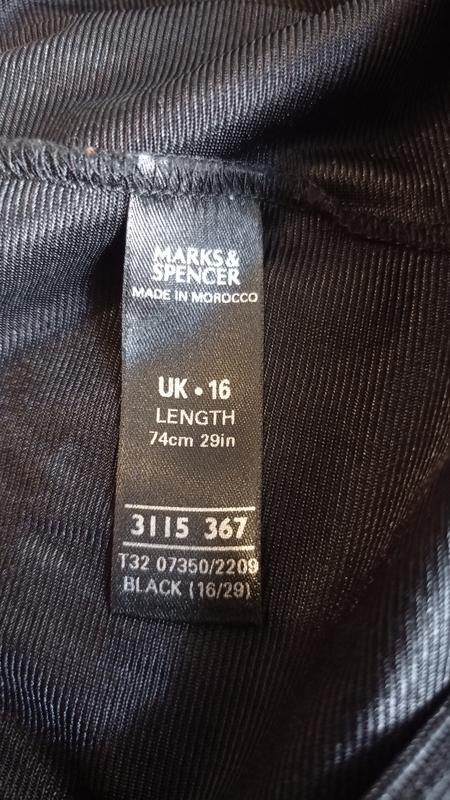 MARKS &
SPENCER
MADE IN MOROCCO
UK • 16
LENGTH
74cm 29in
3115 367
T32 07350/2209
BLACK (16/29)